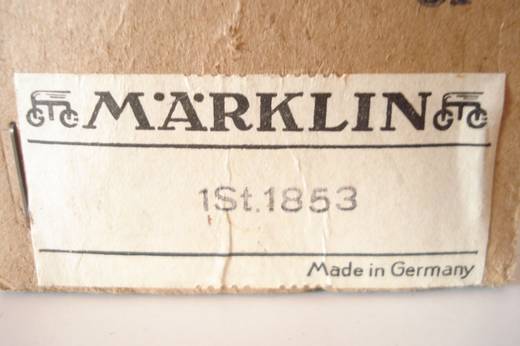 MÄRKLIN
1St.1853
Made in Germany